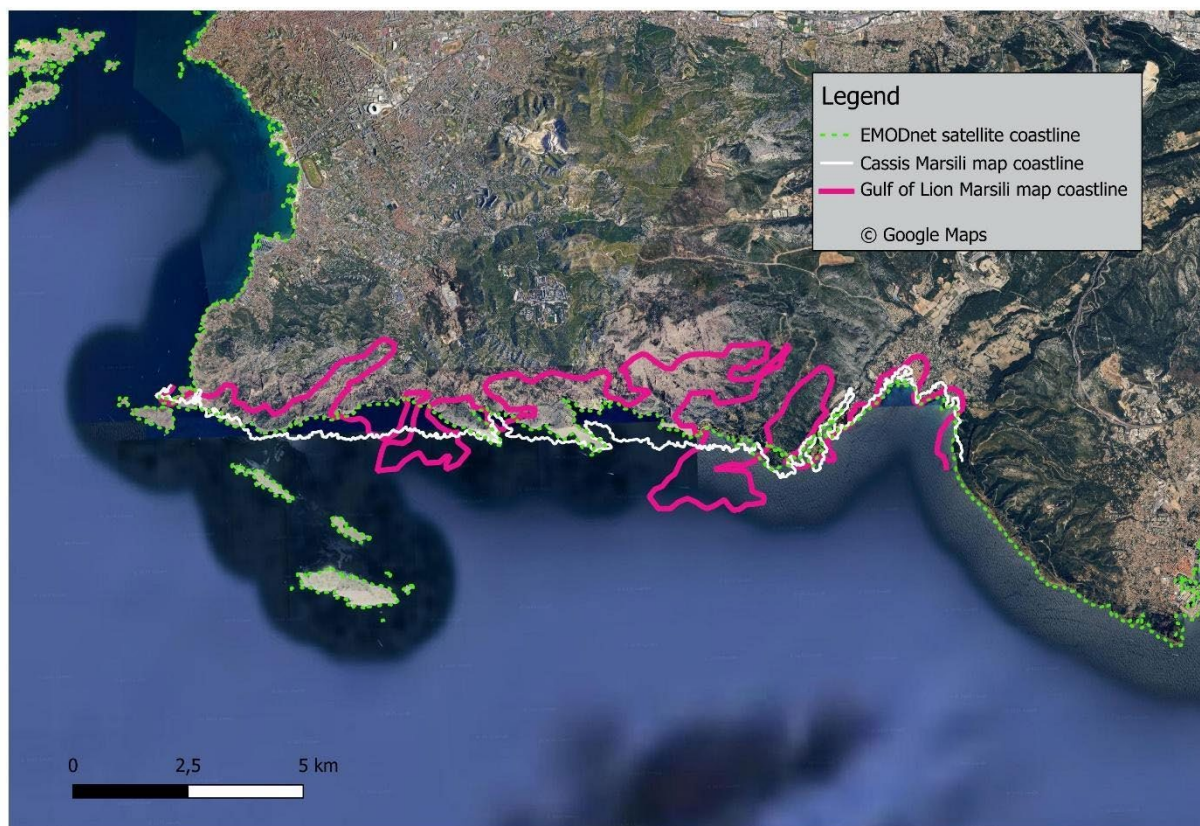 Legend
EMODnet satellite coastline
Cassis Marsili map coastline
Gulf of Lion Marsili map coastline
© Google Maps
0 2,5 5 km